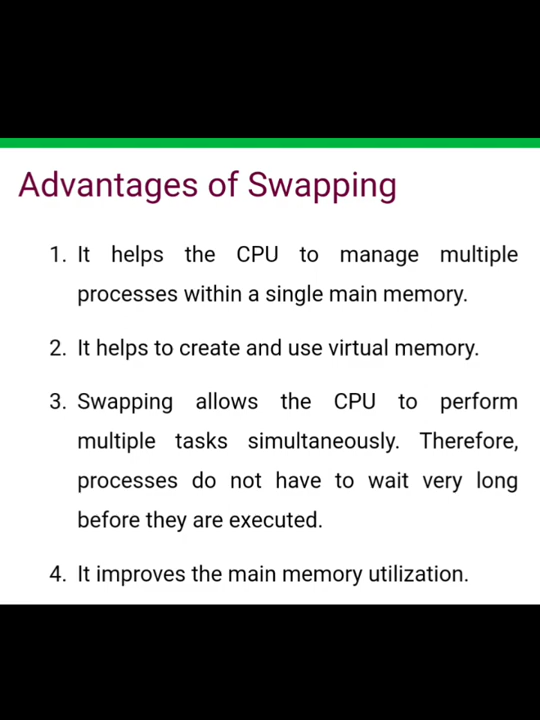 Advantages of Swapping
1. It helps the CPU to manage multiple
processes within a single main memory.
2. It helps to create and use virtual memory.
3. Swapping allows the CPU to perform
multiple tasks simultaneously. Therefore,
processes do not have to wait very long
before they are executed.
4. It improves the main memory utilization.